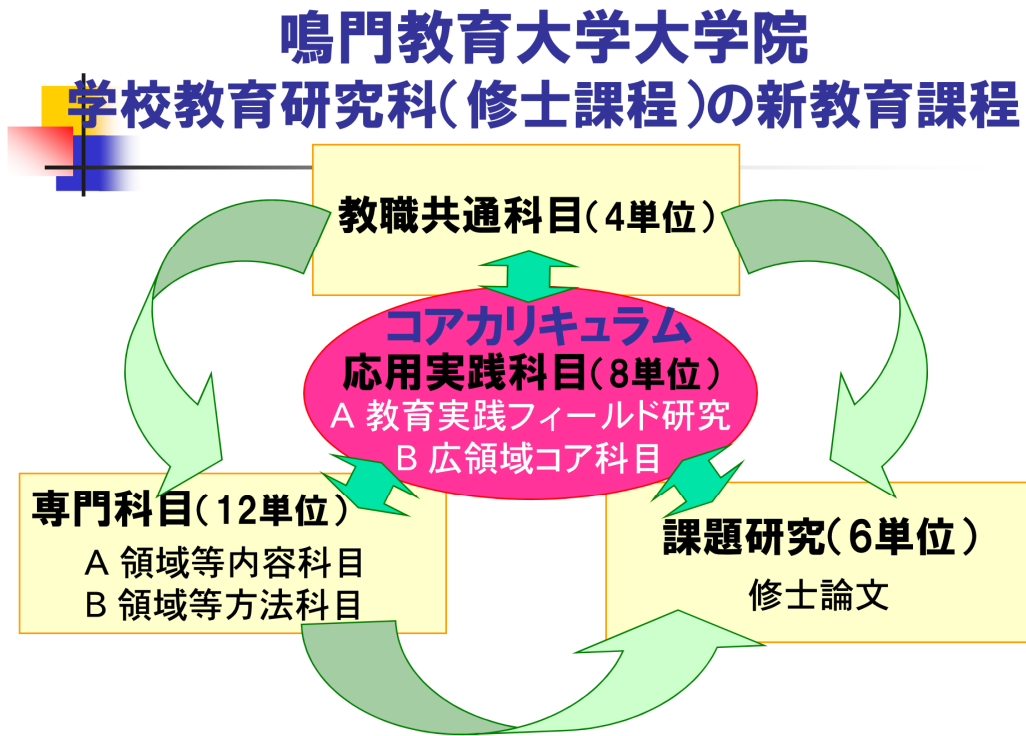 鳴門教育大学大学院
学校教育研究科(修士課程)の新教育課程
教職共通科目(4単位)
コアカリキュラム
応用実践科目(8単位)
A 教育実践フィールド研究
B 広領域コア科目
専門科目(12単位)
A 領域等内容科目
B 領域等方法科目
課題研究(6単位)
修士論文